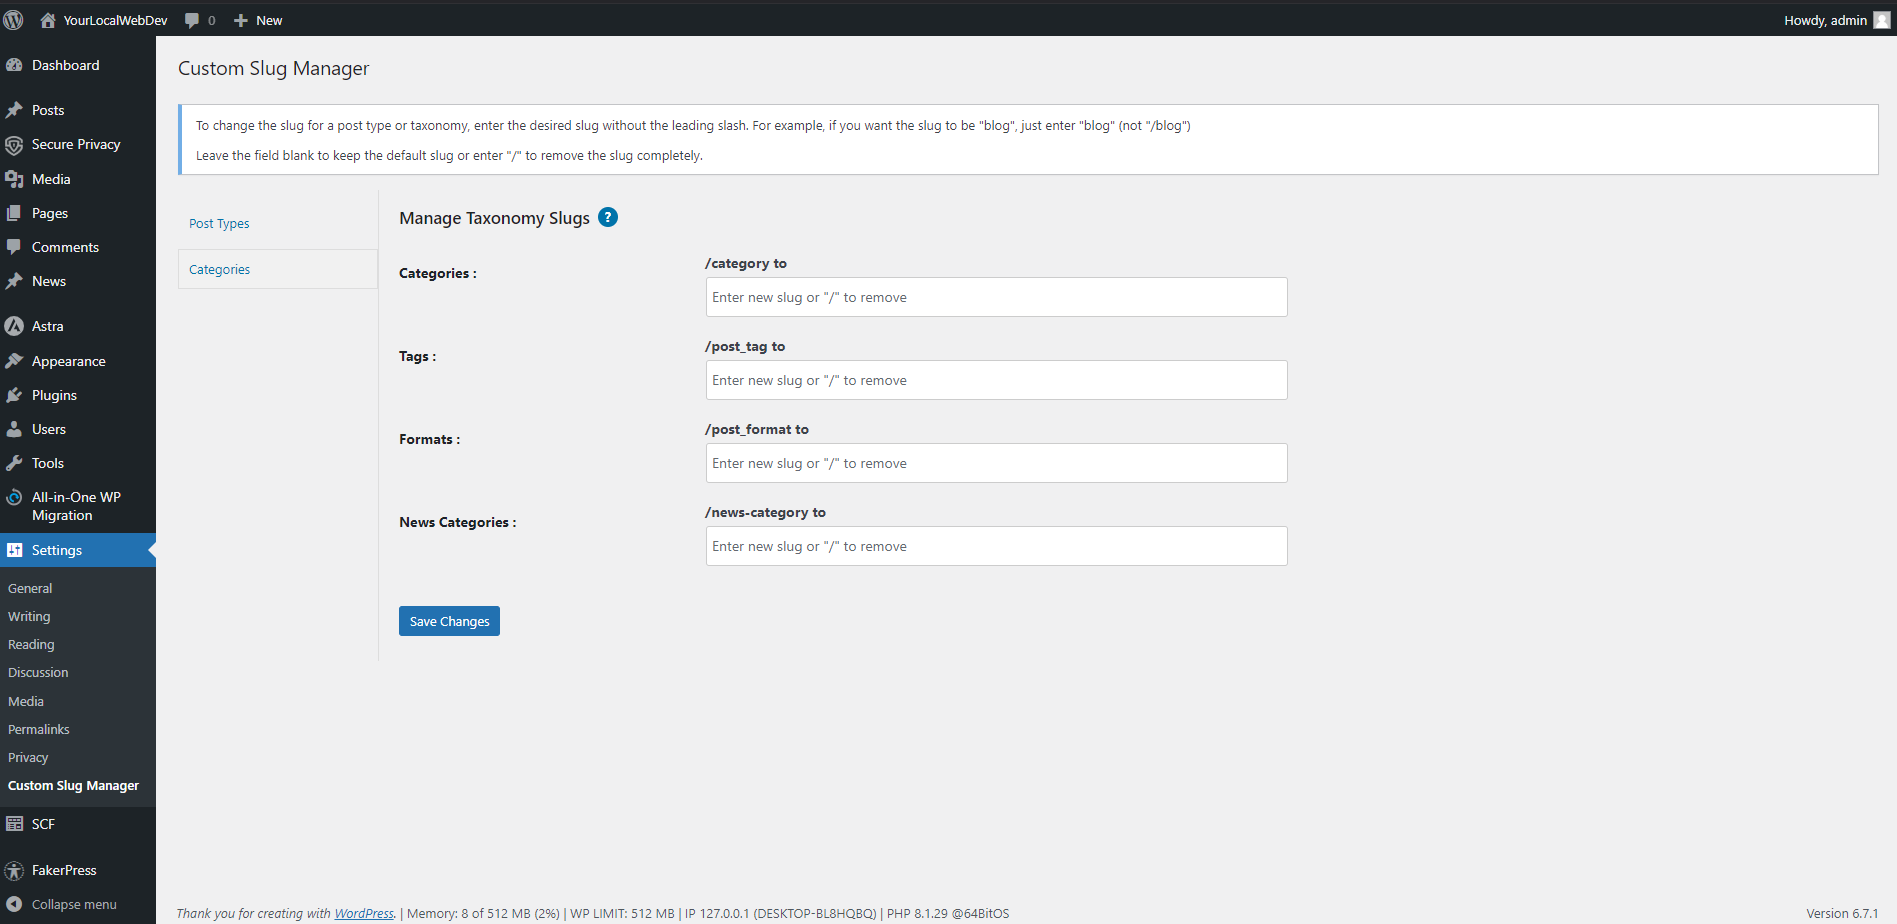 YourLocalWebDev 0 New Howdy, admin
Dashboard
Posts
Secure Privacy
Media
Pages
Comments
News
Astra
Appearance
Plugins
Users
Tools
All-in-One WP
Migration
Settings
General
Writing
Reading
Discussion
Media
Permalinks
Privacy
Custom Slug Manager
SCF
FakerPress
Collapse menu
Custom Slug Manager
To change the slug for a post type or taxonomy, enter the desired slug without the leading slash. For example, if you want the slug to be "blog", just enter "blog" (not "/blog")
Leave the field blank to keep the default slug or enter "/" to remove the slug completely.
Post Types
Categories
Manage Taxonomy Slugs ?
Categories :
/category to
Enter new slug or "/" to remove
Tags :
/post_tag to
Enter new slug or "/" to remove
Formats :
/post_format to
Enter new slug or "/" to remove
News Categories :
/news-category to
Enter new slug or "/" to remove
Save Changes
Thank you for creating with WordPress. | Memory: 8 of 512 MB (2%) | WP LIMIT: 512 MB | IP 127.0.0.1 (DESKTOP-BL8HQBQ) | PHP 8.1.29 @64BitOS
Version 6.7.1